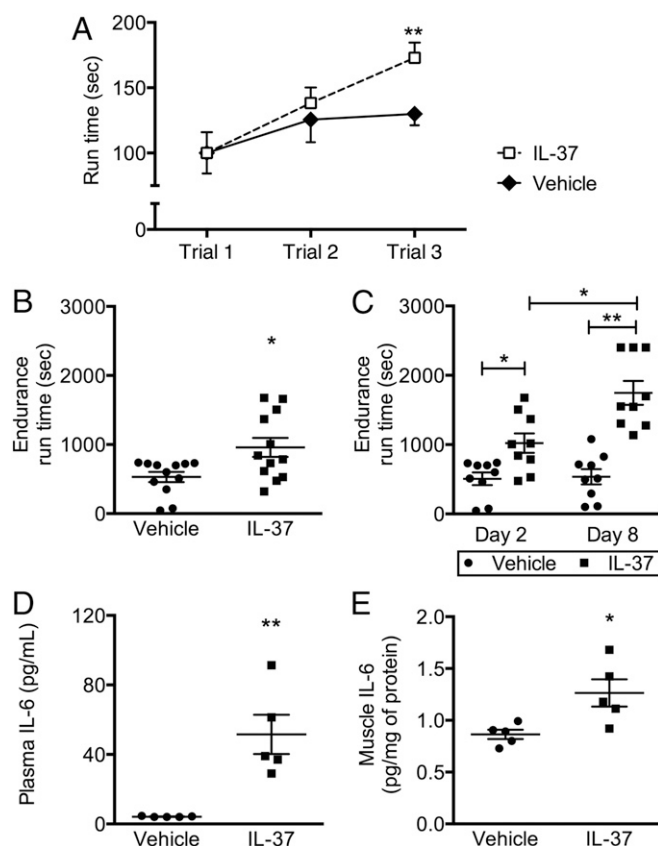 A
Run time (sec)
200
150
100
0
**
Trial 1 Trial 2 Trial 3
IL-37
Vehicle
B
Endurance
run time (sec)
3000
2000
1000
0
*
Vehicle IL-37
C
Endurance
run time (sec)
3000
2000
1000
0
*
**
*
Day 2 Day 8
Vehicle IL-37
D
Plasma IL-6 (pg/mL)
120
80
40
0
**
Vehicle IL-37
E
Muscle IL-6
(pg/mg of protein)
2.0
1.5
1.0
0.5
0.0
*
Vehicle IL-37